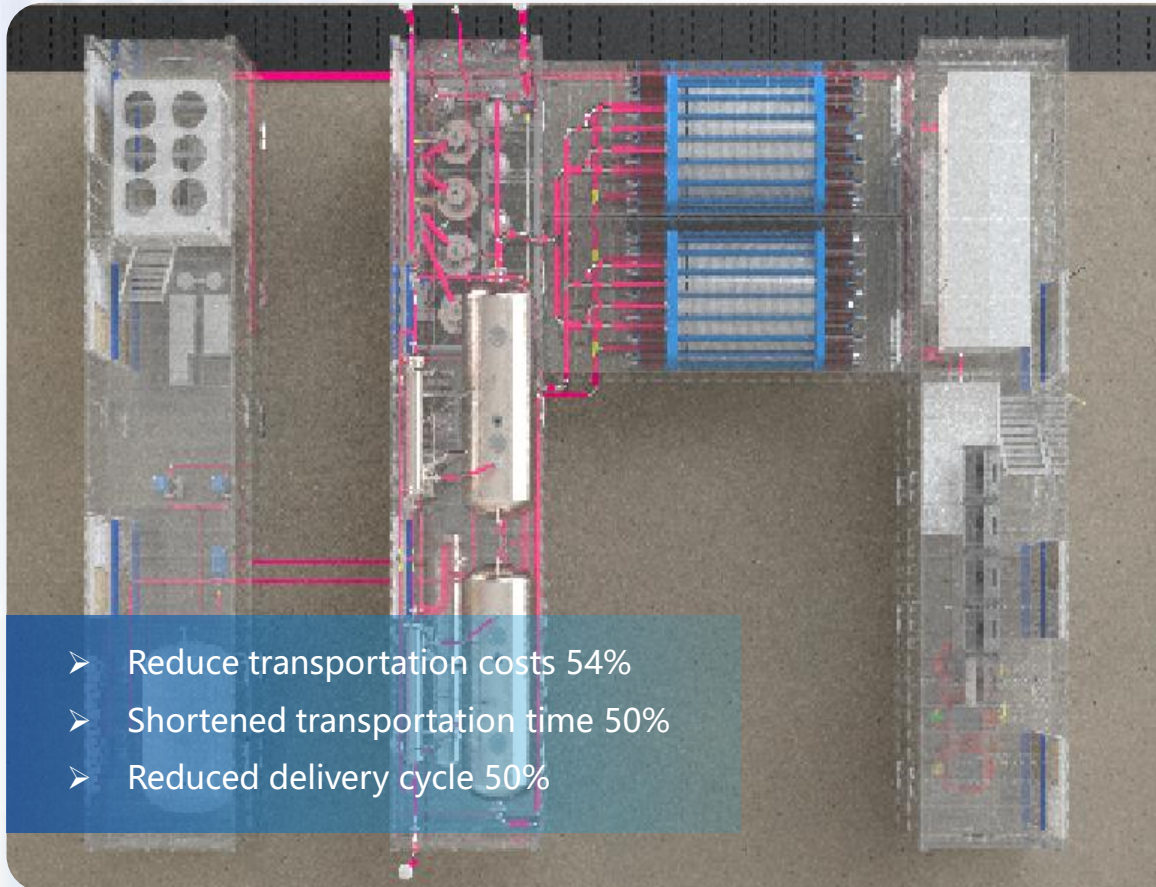 ➢ Reduce transportation costs 54%
➢ Shortened transportation time 50%
➢ Reduced delivery cycle 50%